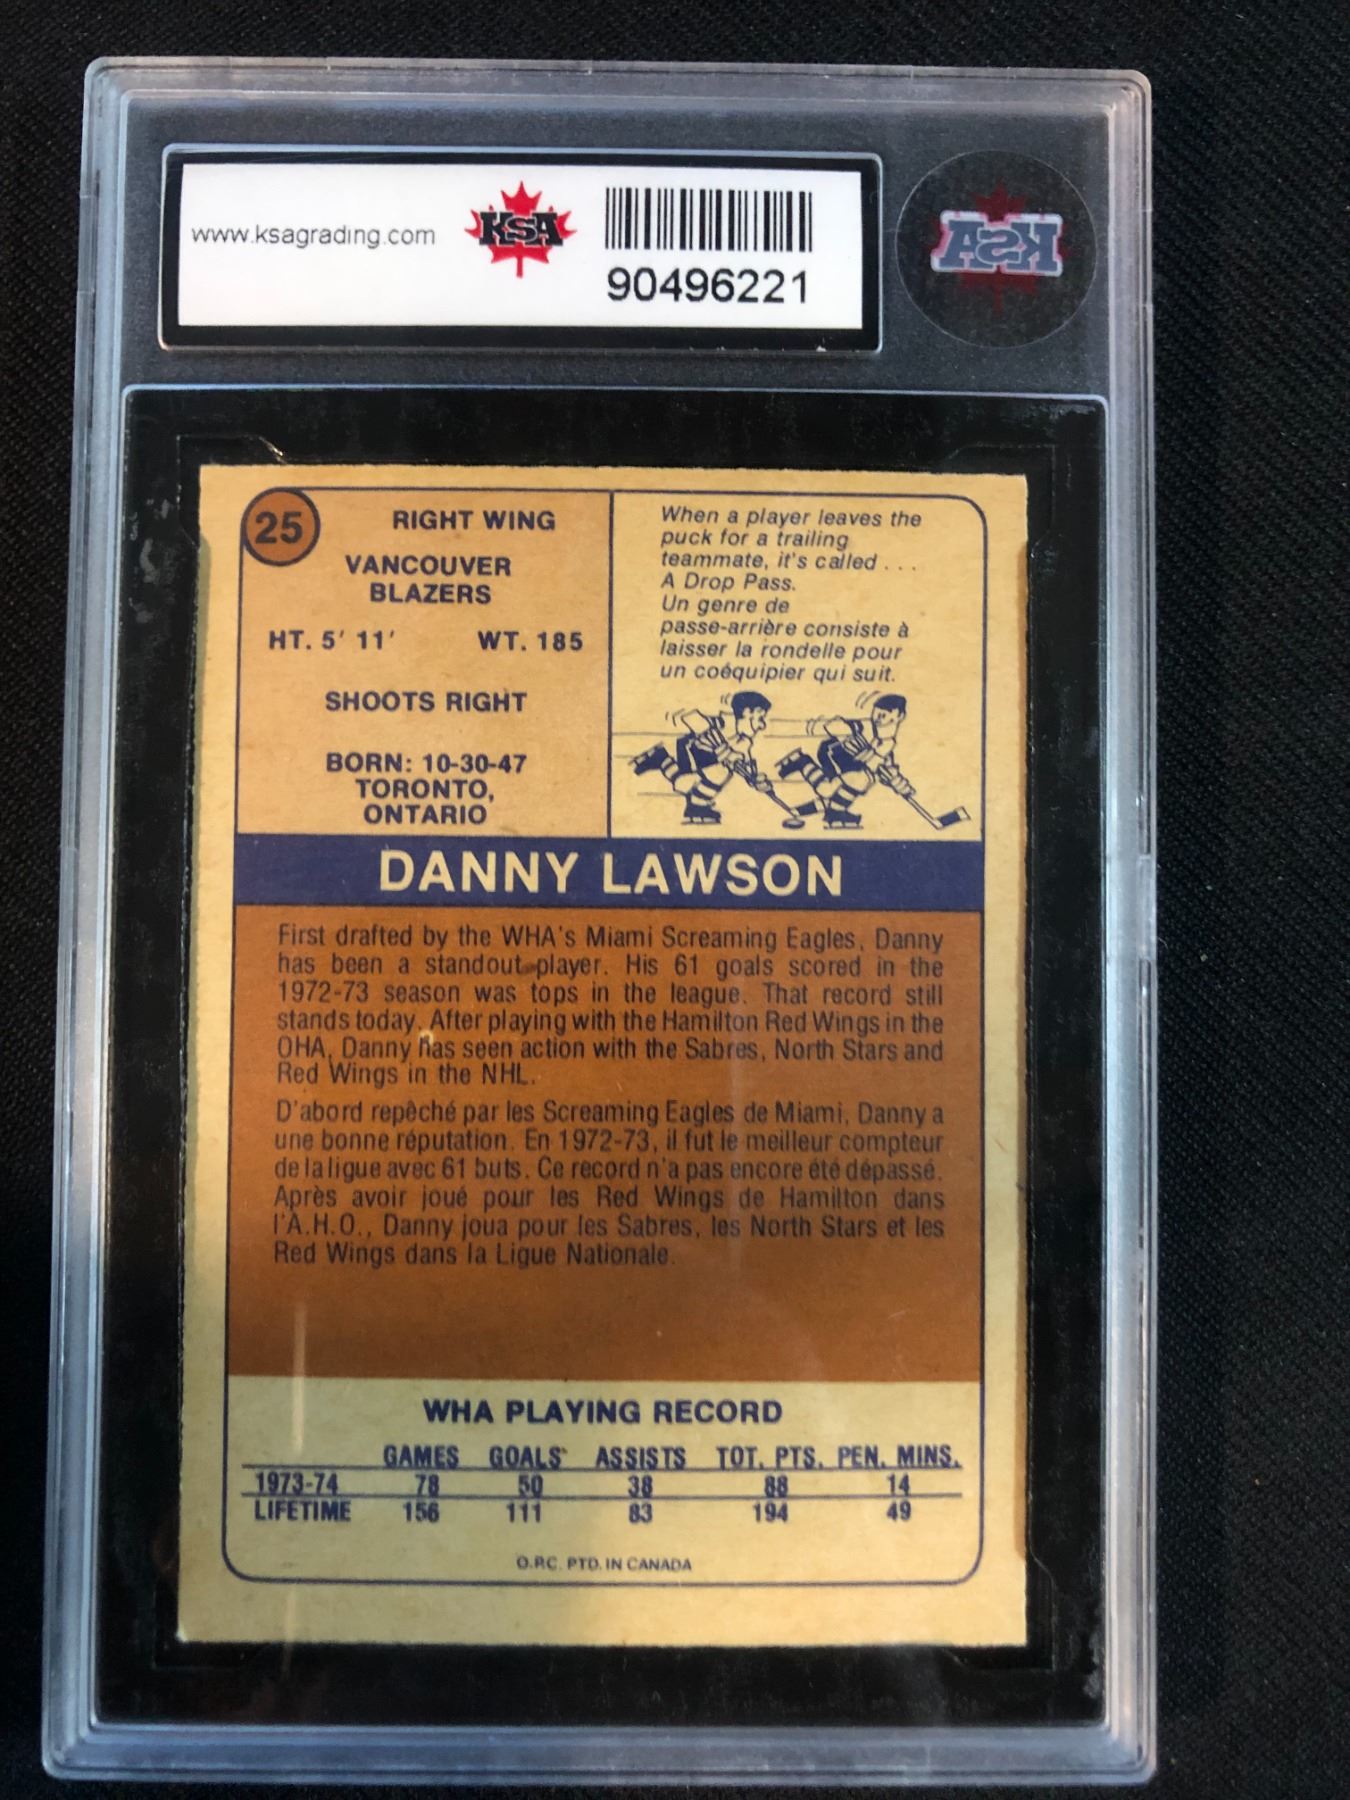 www.ksagrading.com
KSA
90496221
KSA
25
RIGHT WING
VANCOUVER
BLAZERS
HT. 5' 11'
WT. 185
SHOOTS RIGHT
BORN: 10-30-47
TORONTO,
ONTARIO
When a player leaves the
puck for a trailing
teammate, it's called . . .
A Drop Pass.
Un genre de
passe-arrière consiste à
laisser la rondelle pour
un coéquipier qui suit.
DANNY LAWSON
First drafted by the WHA's Miami Screaming Eagles, Danny
has been a standout player. His 61 goals scored in the
1972-73 season was tops in the league. That record still
stands today. After playing with the Hamilton Red Wings in the
OHA, Danny has seen action with the Sabres, North Stars and
Red Wings in the NHL.
D'abord repêché par les Screaming Eagles de Miami, Danny a
une bonne réputation. En 1972-73, il fut le meilleur compteur
de la ligue avec 61 buts. Ce record n'a pas encore été dépassé.
Après avoir joué pour les Red Wings de Hamilton dans
l'A.H.O., Danny joua pour les Sabres, les North Stars et les
Red Wings dans la Ligue Nationale.
WHA PLAYING RECORD
GAMES GOALS ASSISTS TOT. PTS. PEN. MINS.
1973-74 78 50 38 88 14
LIFETIME 156 111 83 194 49
O.P.C. PTD. IN CANADA